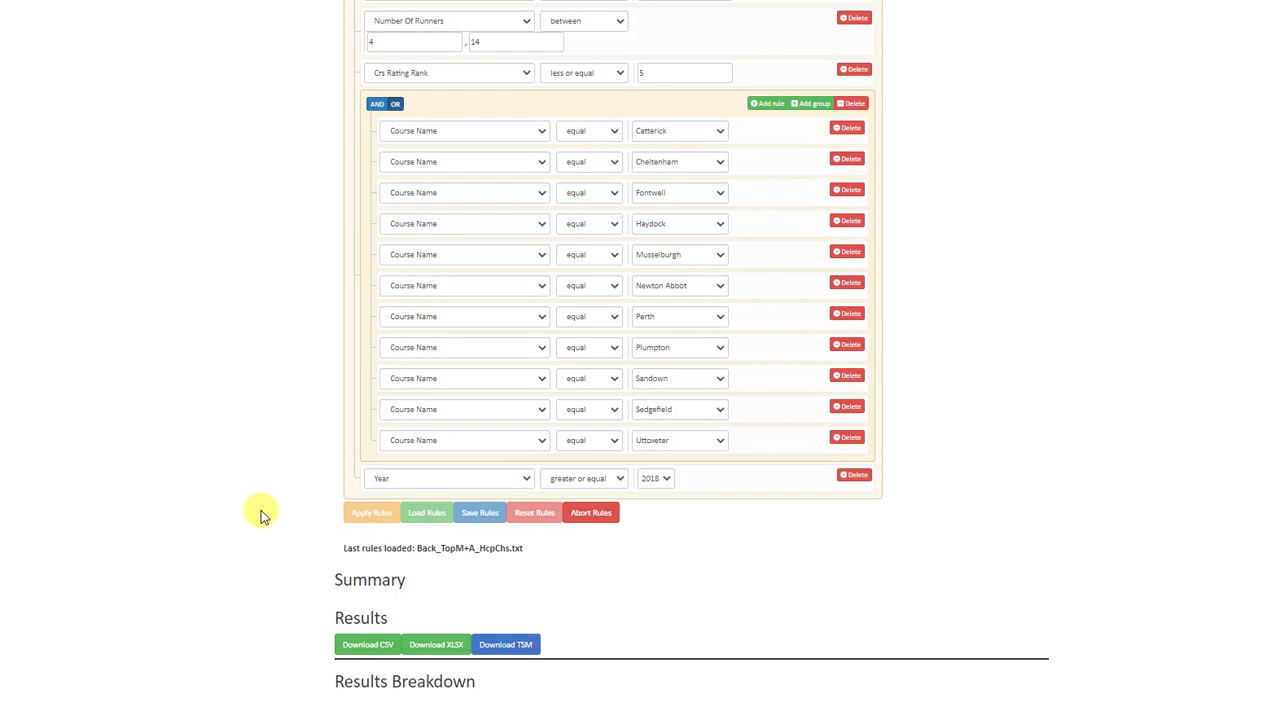 Number Of Runners between Delete
4 , 14
Crs Rating Rank less or equal 5 Delete
AND OR Add rule Add group Delete
Course Name equal Catterick Delete
Course Name equal Cheltenham Delete
Course Name equal Fontwell Delete
Course Name equal Haydock Delete
Course Name equal Musselburgh Delete
Course Name equal Newton Abbot Delete
Course Name equal Perth Delete
Course Name equal Plumpton Delete
Course Name equal Sandown Delete
Course Name equal Sedgefield Delete
Course Name equal Uttoxeter Delete
Year greater or equal 2018 Delete
Apply Rules Load Rules Save Rules Reset Rules Abort Rules
Last rules loaded: Back_TopM+A_HcpChs.txt
Summary
Results
Download CSV Download XLSX Download TSM
Results Breakdown